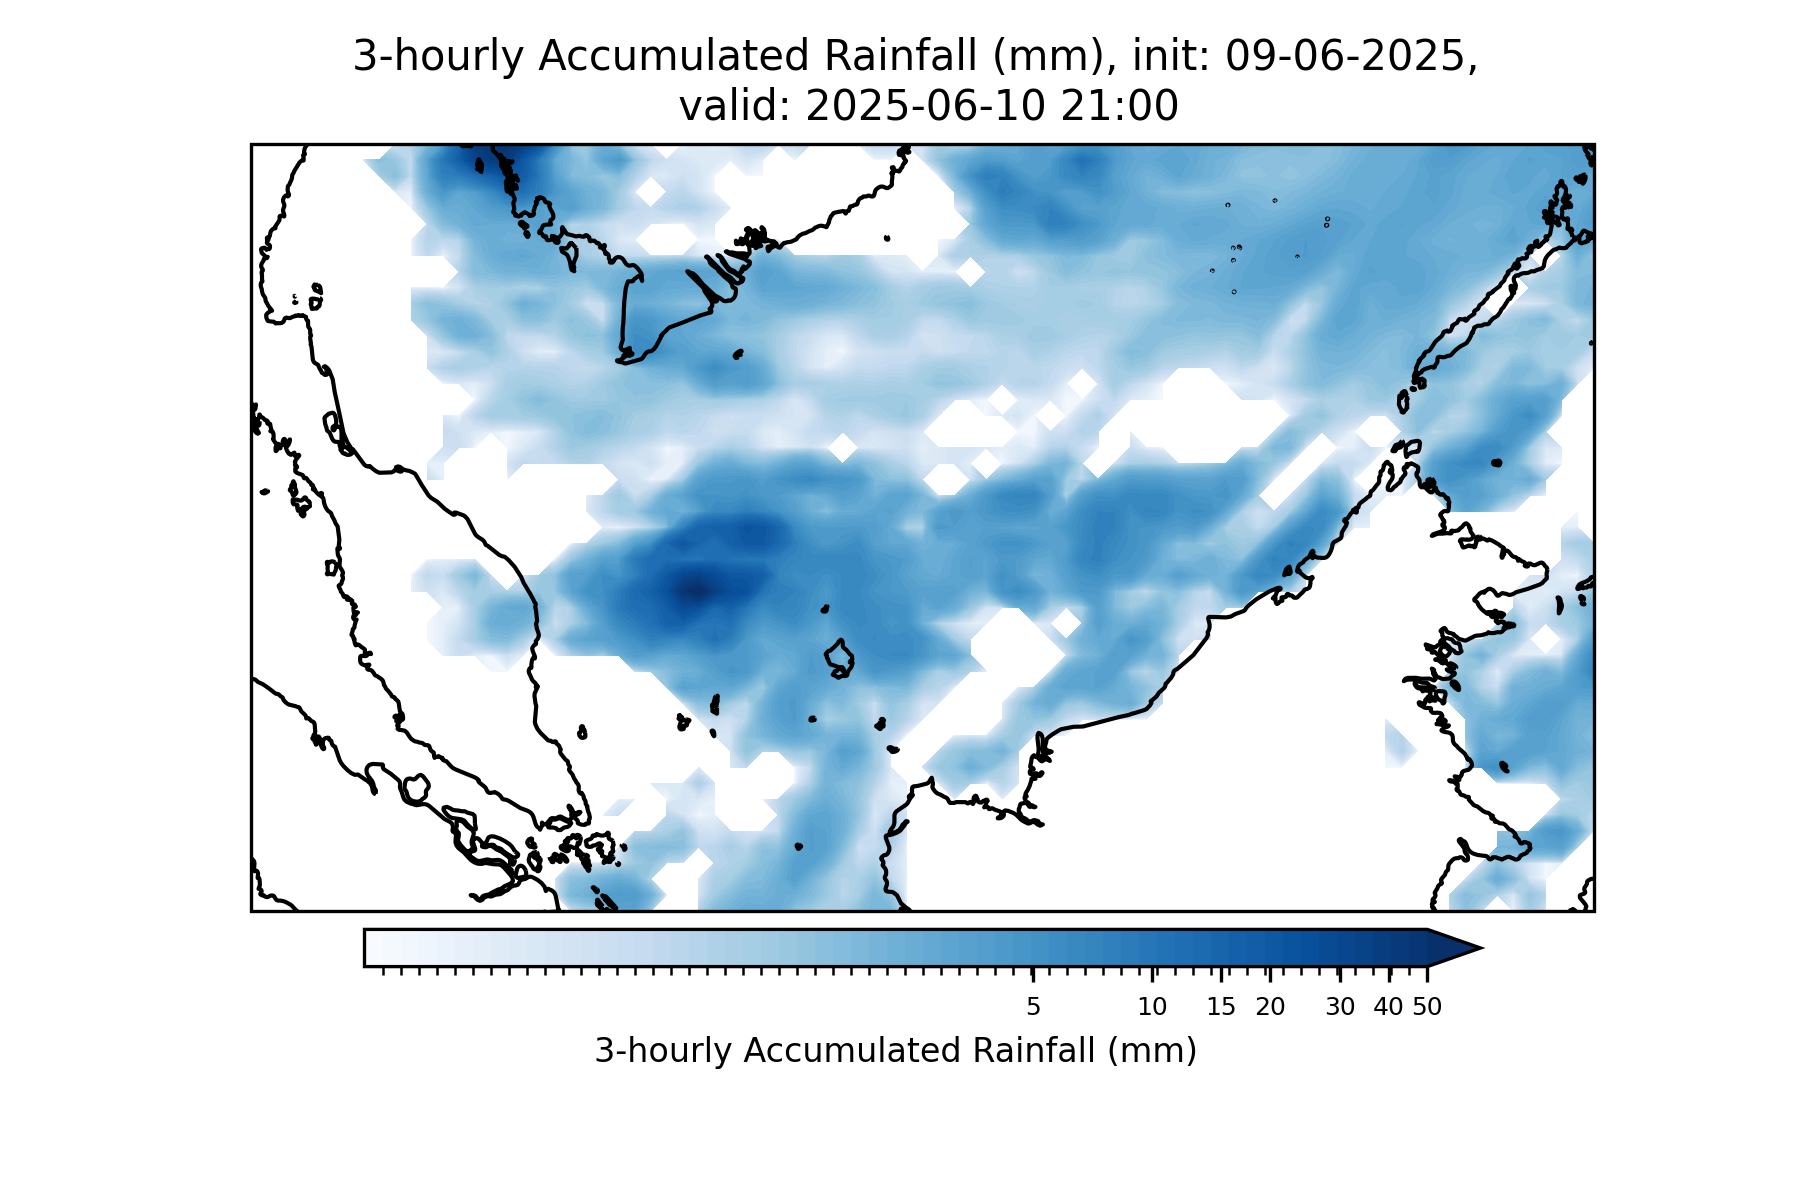 3-hourly Accumulated Rainfall (mm), init: 09-06-2025,
valid: 2025-06-10 21:00
5 10 15 20 30 40 50
3-hourly Accumulated Rainfall (mm)